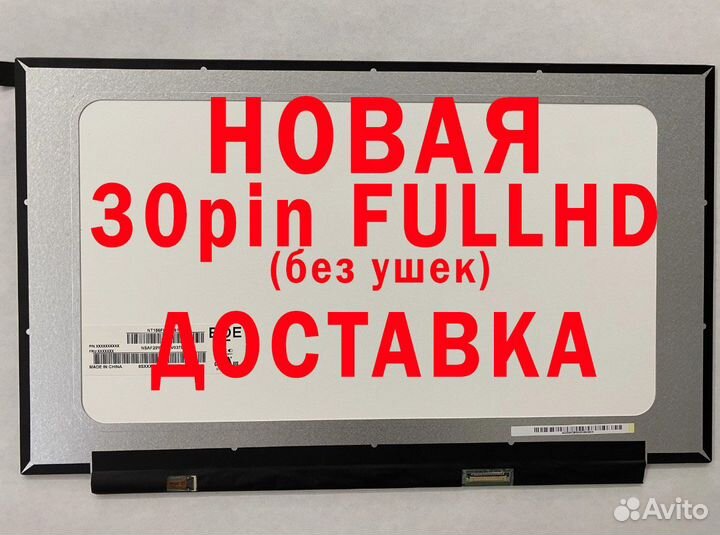 НОВАЯ
30pin FULLHD
(без ушек)
ДОСТАВКА
MADE IN CHINA
Avito